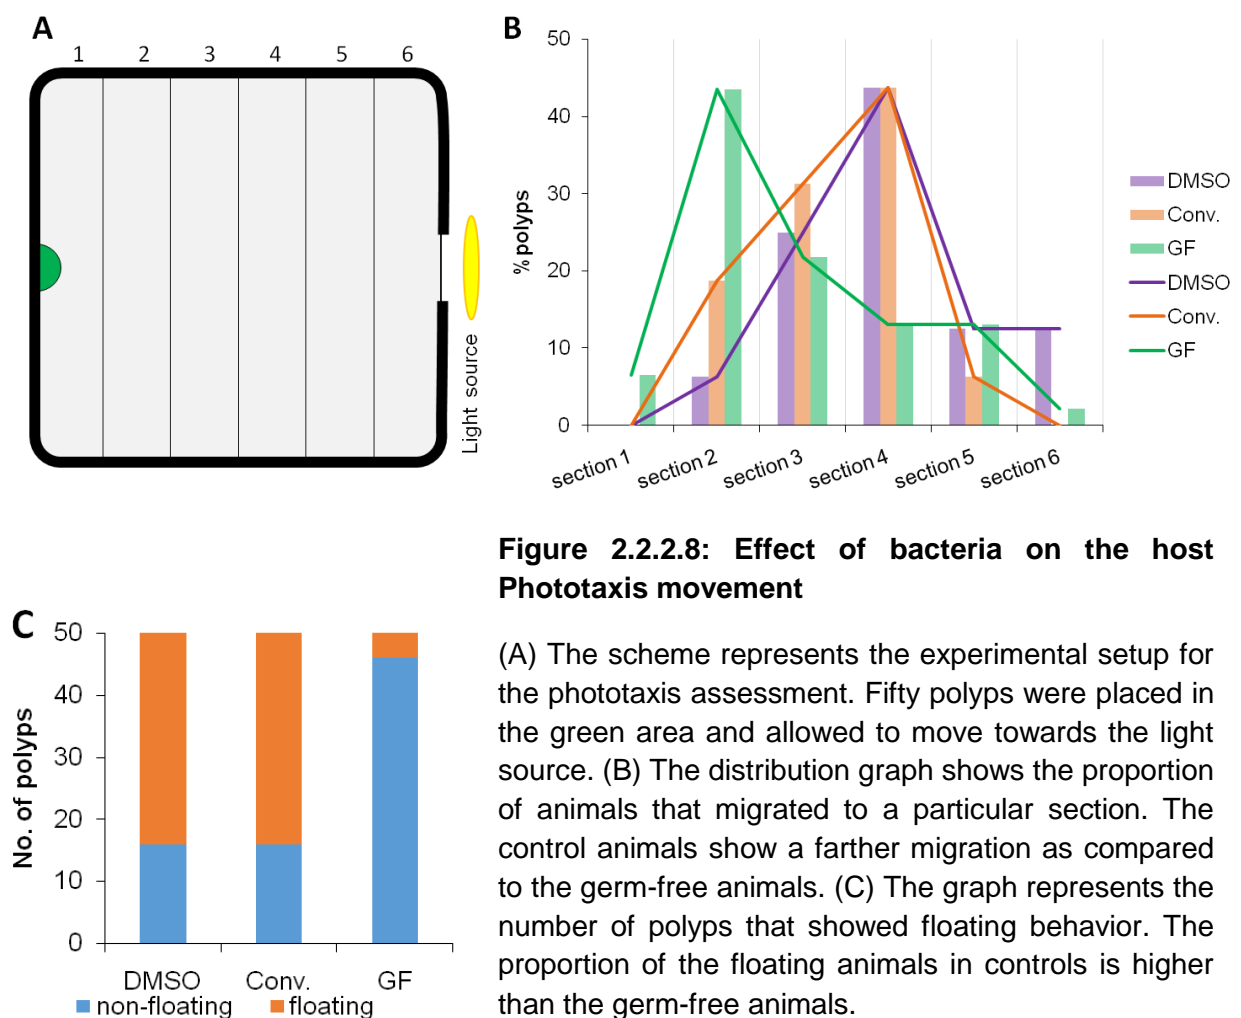 A
1 2 3 4 5 6
Light source
B
50
40
30
20
10
0
% polyps
section 1
section 2
section 3
section 4
section 5
section 6
DMSO
Conv.
GF
DMSO
Conv.
GF
C
50
40
30
20
10
0
No. of polyps
DMSO Conv. GF
non-floating floating
Figure 2.2.2.8: Effect of bacteria on the host
Phototaxis movement
(A) The scheme represents the experimental setup for
the phototaxis assessment. Fifty polyps were placed in
the green area and allowed to move towards the light
source. (B) The distribution graph shows the proportion
of animals that migrated to a particular section. The
control animals show a farther migration as compared
to the germ-free animals. (C) The graph represents the
number of polyps that showed floating behavior. The
proportion of the floating animals in controls is higher
than the germ-free animals.